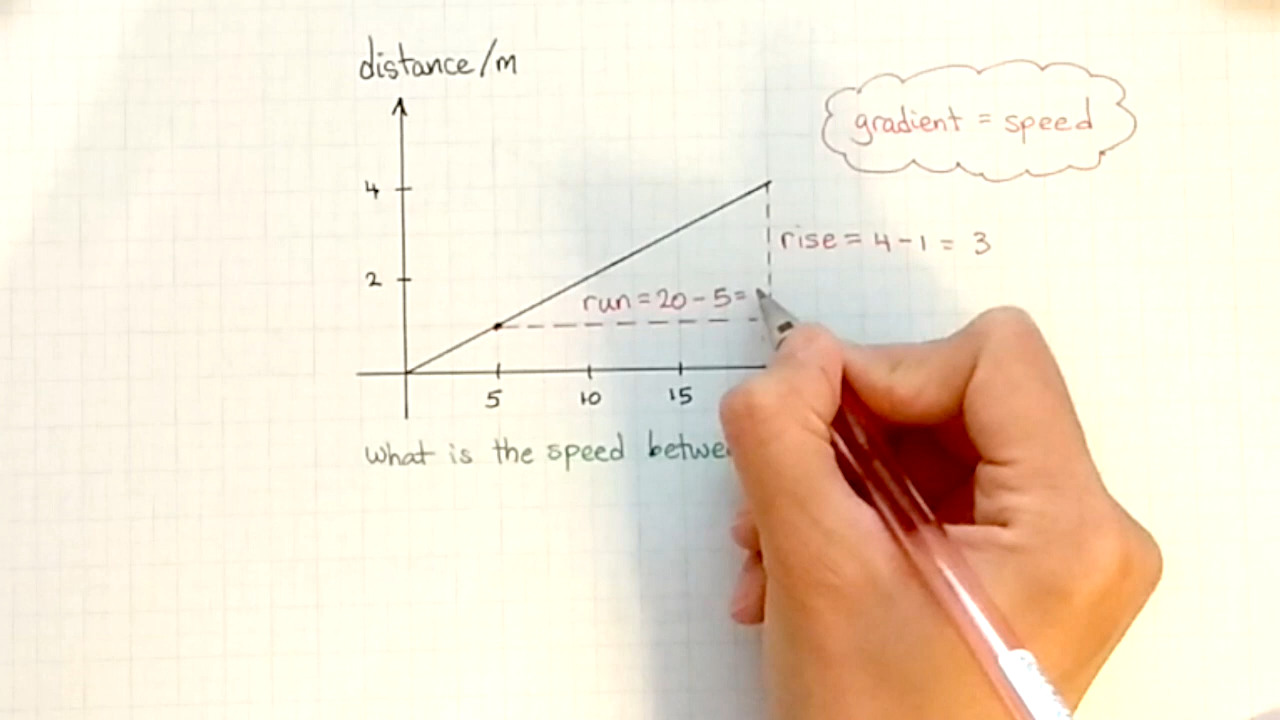 distance/m
gradient = speed
4
rise = 4 - 1 = 3
2
run = 20 - 5 =
5 10 15
what is the speed